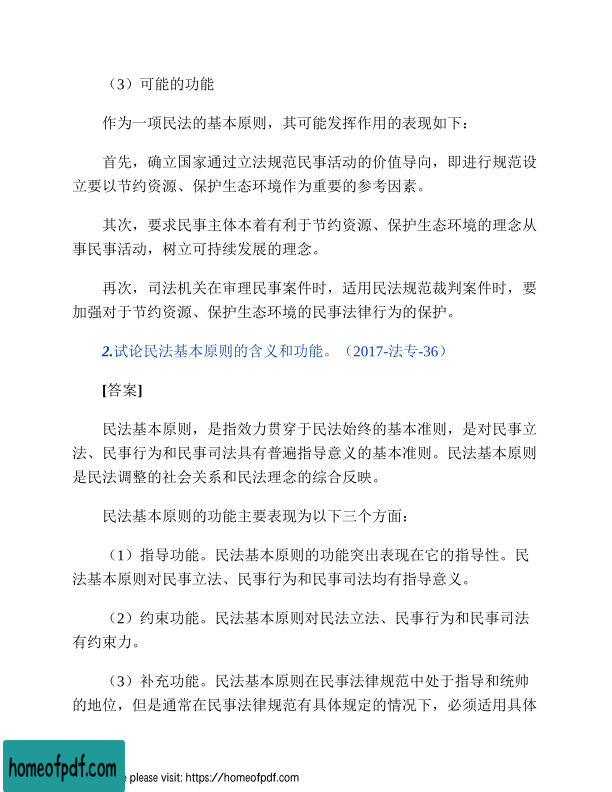 （3）可能的功能
作为一项民法的基本原则，其可能发挥作用的表现如下：
首先，确立国家通过立法规范民事活动的价值导向，即进行规范设
立要以节约资源、保护生态环境作为重要的参考因素。
其次，要求民事主体本着有利于节约资源、保护生态环境的理念从
事民事活动，树立可持续发展的理念。
再次，司法机关在审理民事案件时，适用民法规范裁判案件时，要
加强对于节约资源、保护生态环境的民事法律行为的保护。
2.试论民法基本原则的含义和功能。（2017-法专-36）
[答案]
民法基本原则，是指效力贯穿于民法始终的基本准则，是对民事立
法、民事行为和民事司法具有普遍指导意义的基本准则。民法基本原则
是民法调整的社会关系和民法理念的综合反映。
民法基本原则的功能主要表现为以下三个方面：
（1）指导功能。民法基本原则的功能突出表现在它的指导性。民
法基本原则对民事立法、民事行为和民事司法均有指导意义。
（2）约束功能。民法基本原则对民法立法、民事行为和民事司法
有约束力。
（3）补充功能。民法基本原则在民事法律规范中处于指导和统帅
的地位，但是通常在民事法律规范有具体规定的情况下，必须适用具体
homeofpdf.com
e please visit: https://homeofpdf.com